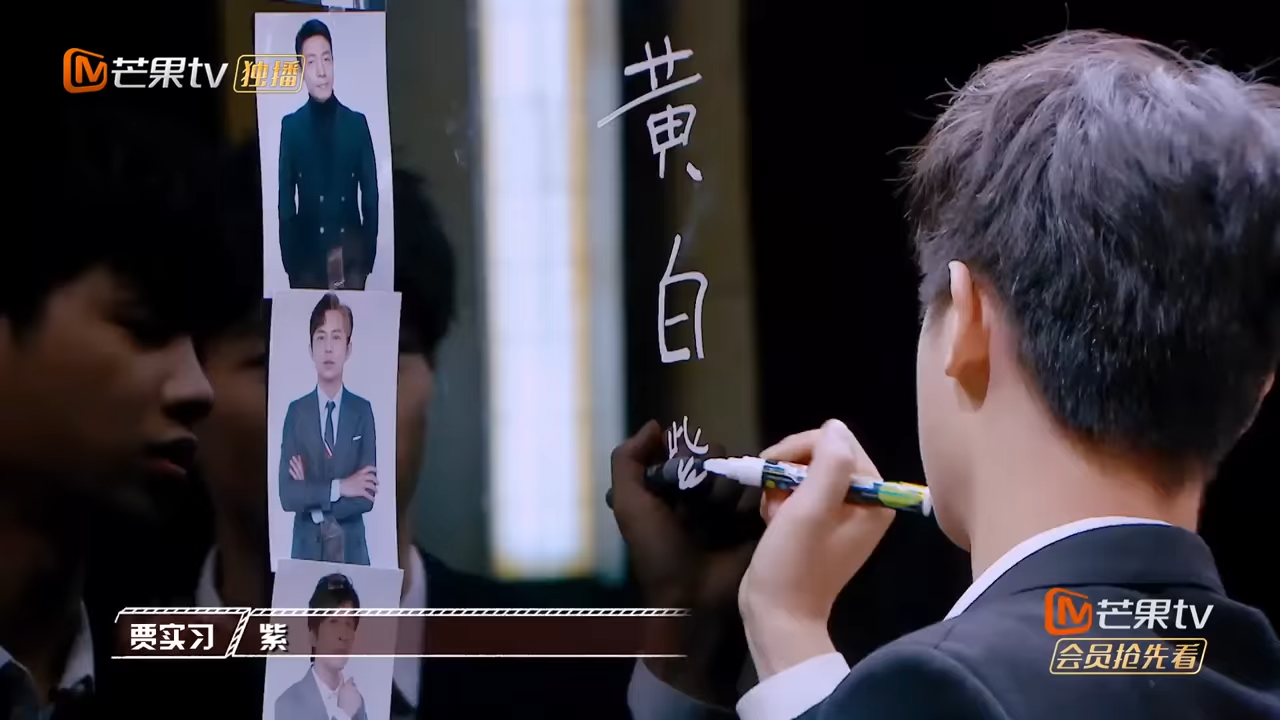 芒果tv 独播
黄
白
紫
贾实习 紫
芒果tv
会员抢先看